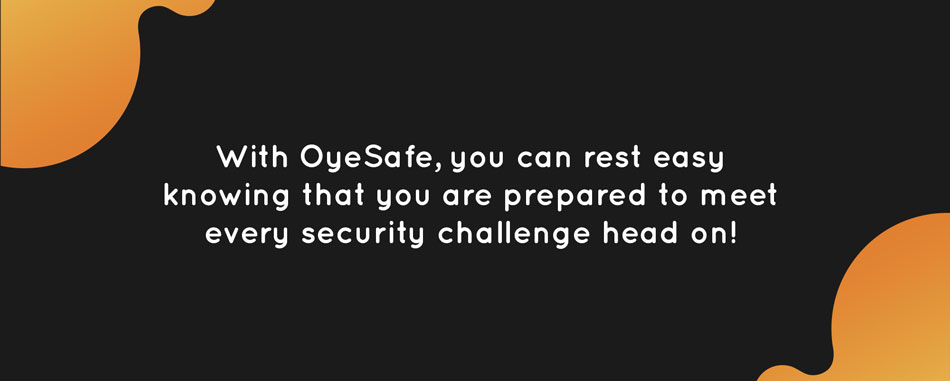 With OyeSafe, you can rest easy
knowing that you are prepared to meet
every security challenge head on!